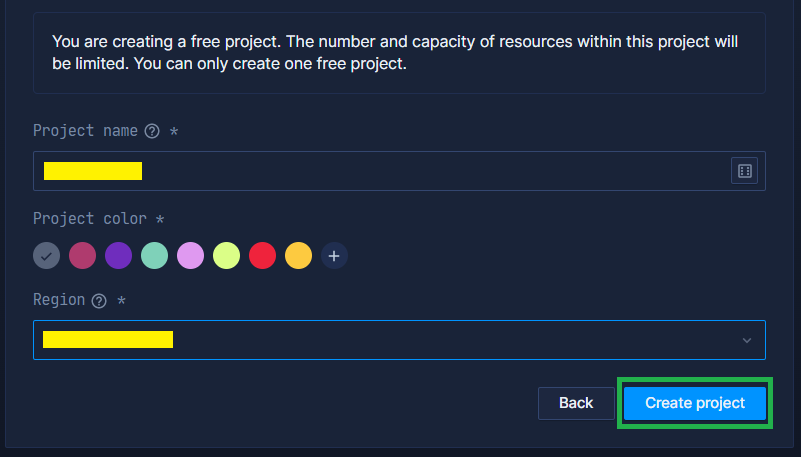 You are creating a free project. The number and capacity of resources within this project will
be limited. You can only create one free project.
Project name ? *
Project color *
+
Region ? *
Back
Create project